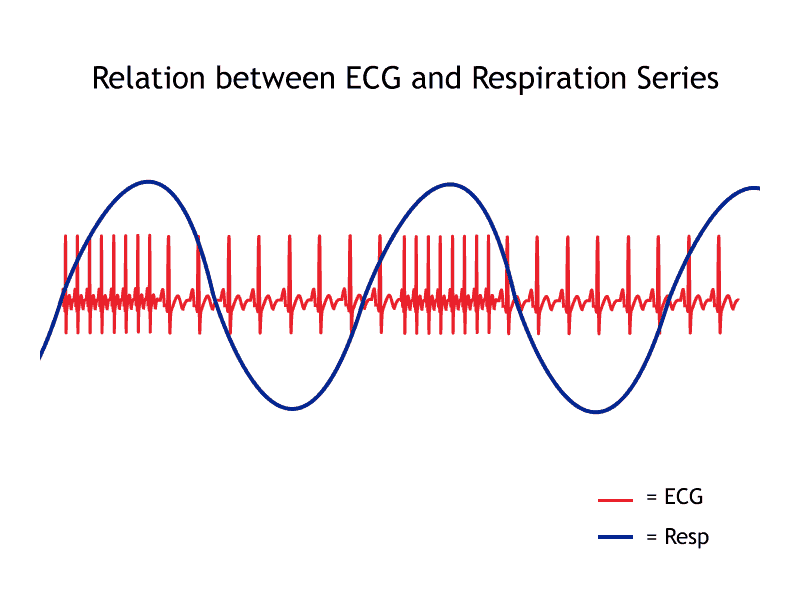 Relation between ECG and Respiration Series
= ECG
= Resp